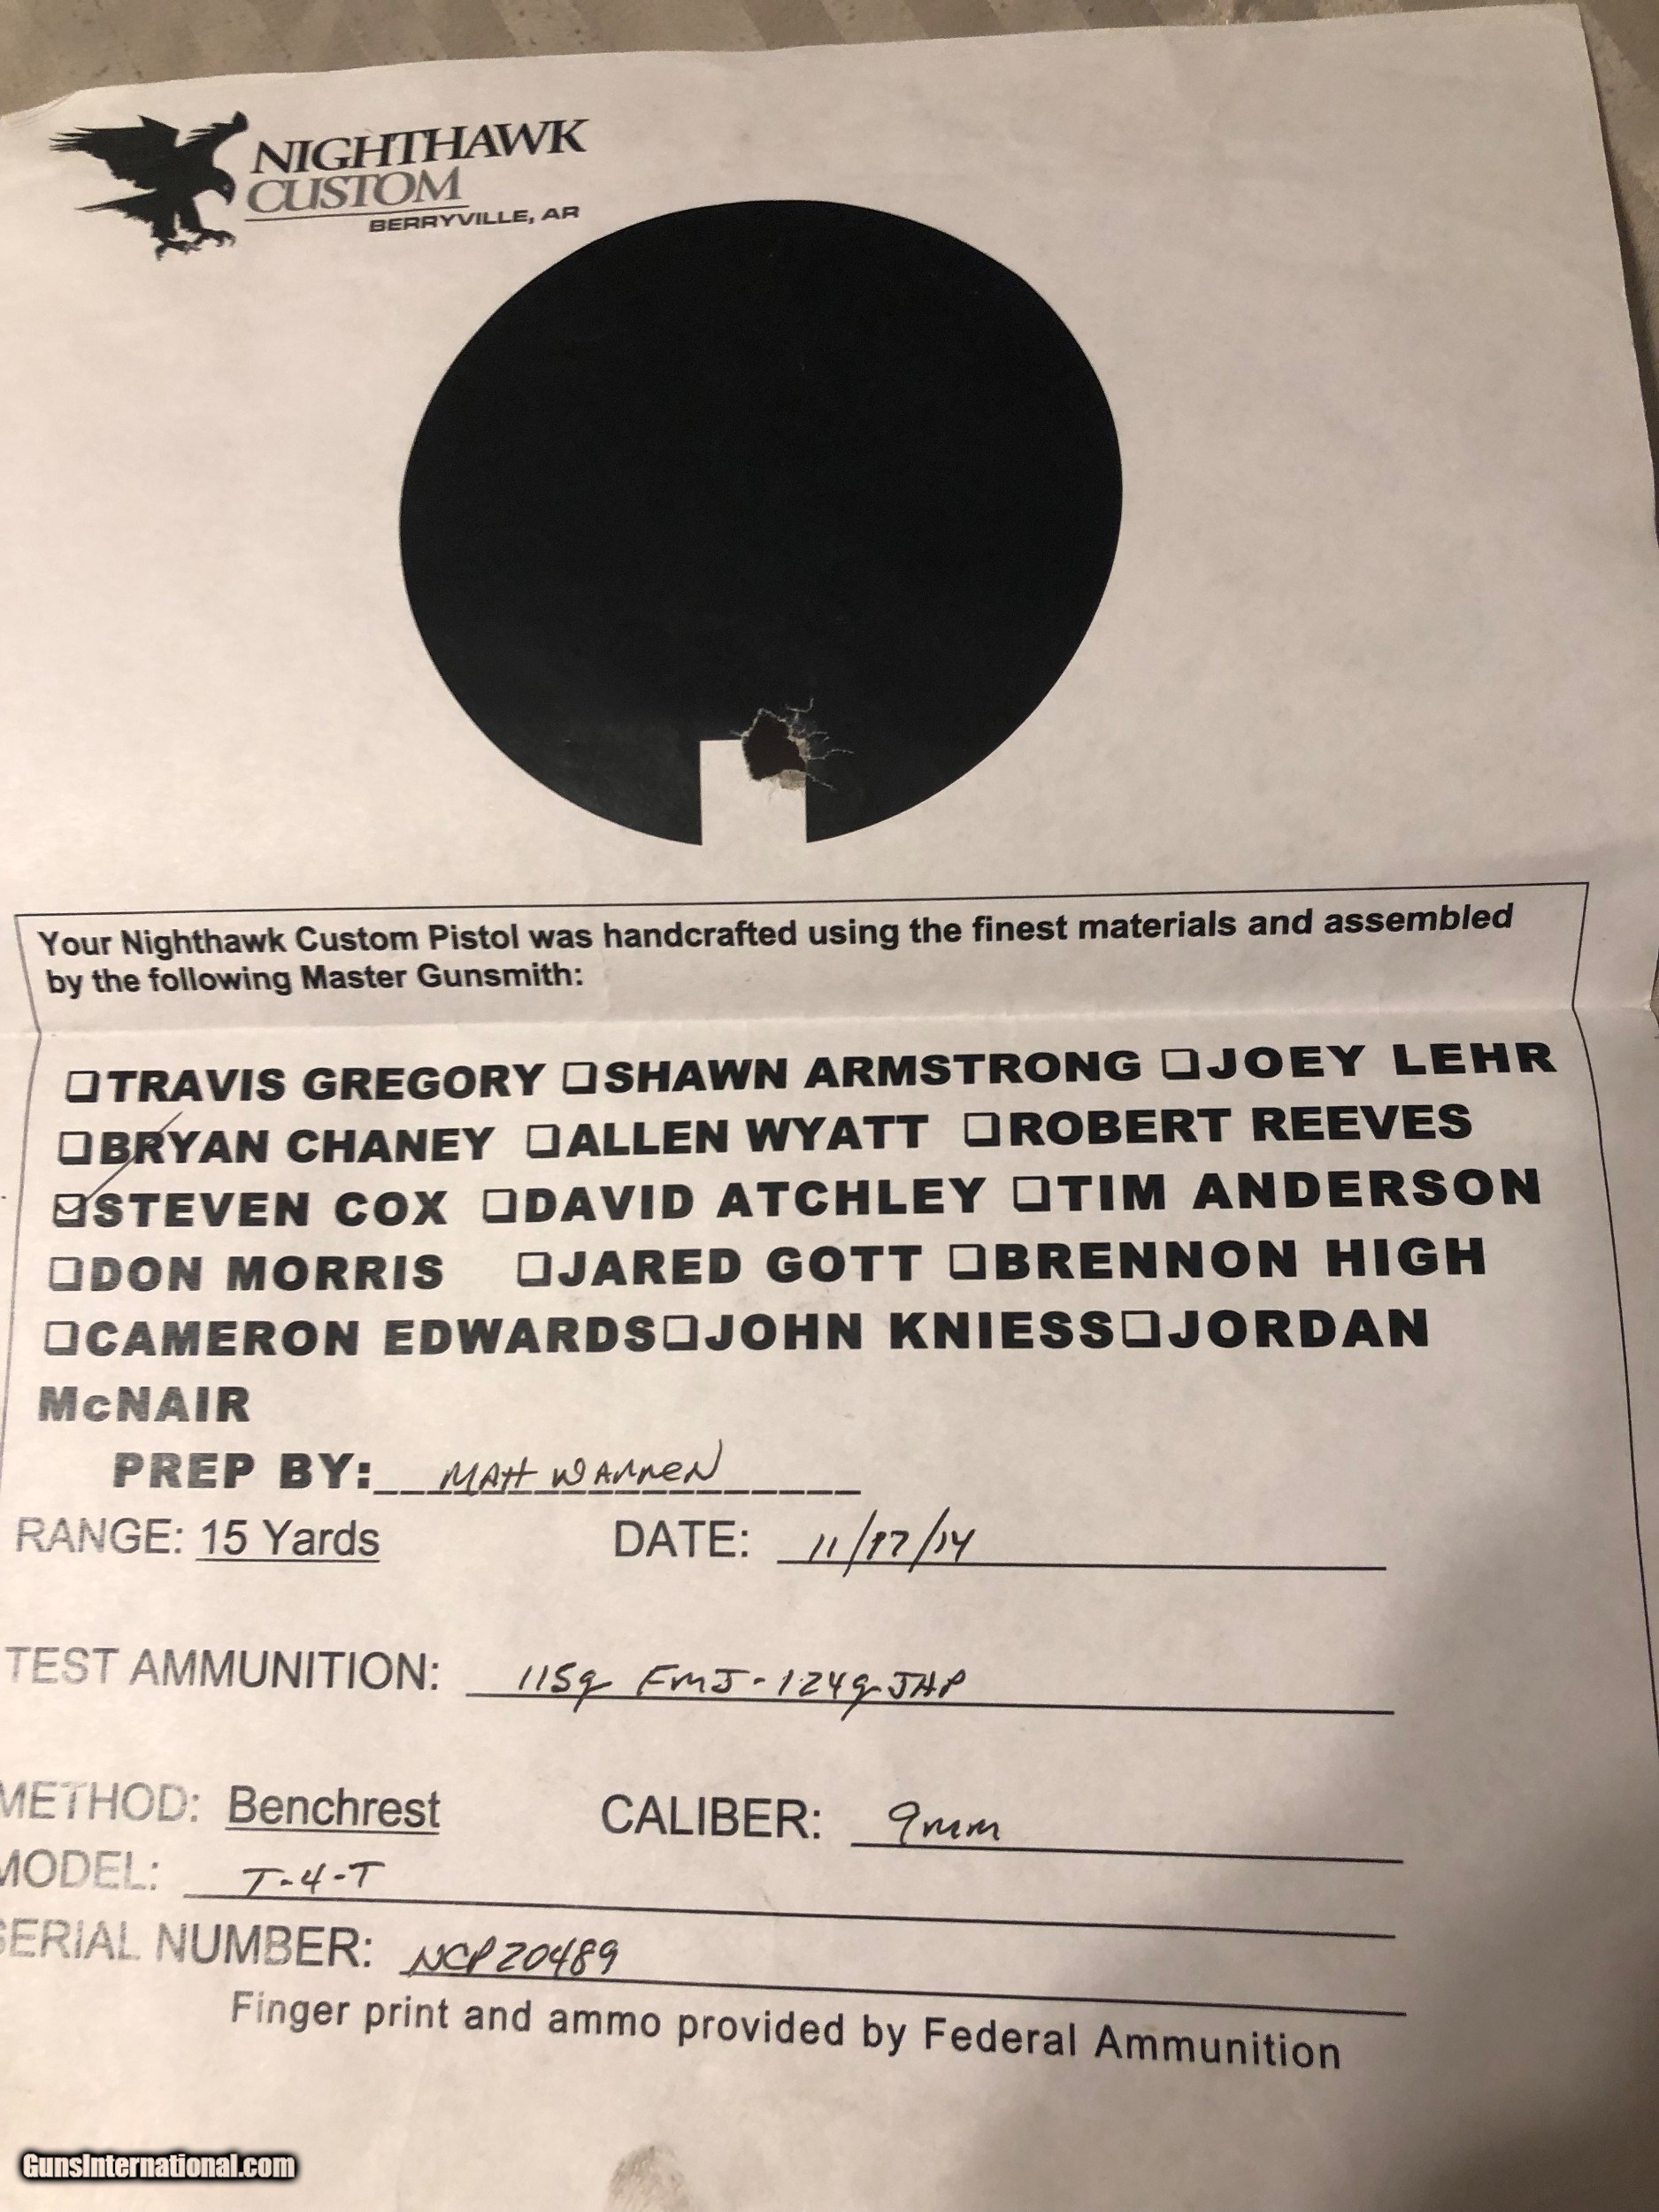 NIGHTHAWK
CUSTOM
BERRYVILLE, AR
Your Nighthawk Custom Pistol was handcrafted using the finest materials and assembled
by the following Master Gunsmith:
☐TRAVIS GREGORY ☐SHAWN ARMSTRONG ☐JOEY LEHR
☐BRYAN CHANEY ☐ALLEN WYATT ☐ROBERT REEVES
☑STEVEN COX ☐DAVID ATCHLEY ☐TIM ANDERSON
☐DON MORRIS ☐JARED GOTT ☐BRENNON HIGH
☐CAMERON EDWARDS☐JOHN KNIESS☐JORDAN
McNAIR
PREP BY: Matt Warren
RANGE: 15 Yards DATE: 11/17/14
TEST AMMUNITION: 115g FMJ-124g JHP
METHOD: Benchrest CALIBER: 9mm
MODEL: T-4-T
SERIAL NUMBER: NCP20489
Finger print and ammo provided by Federal Ammunition
GunsInternational.com